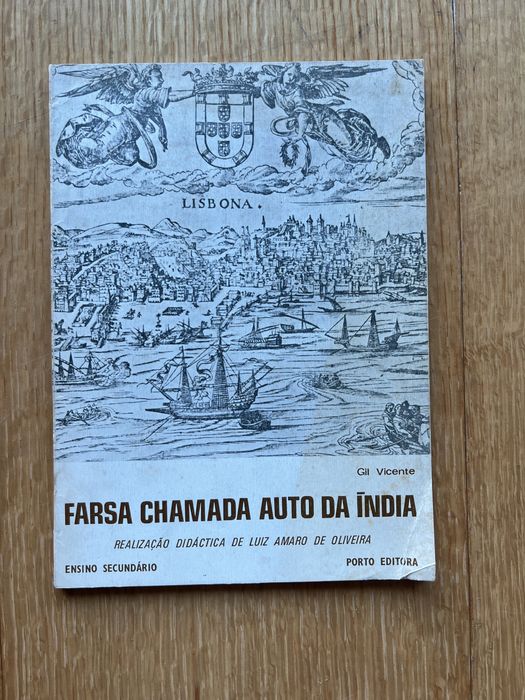 LISBONA.
Gil Vicente
FARSA CHAMADA AUTO DA ÍNDIA
REALIZAÇÃO DIDÁCTICA DE LUIZ AMARO DE OLIVEIRA
ENSINO SECUNDÁRIO
PORTO EDITORA